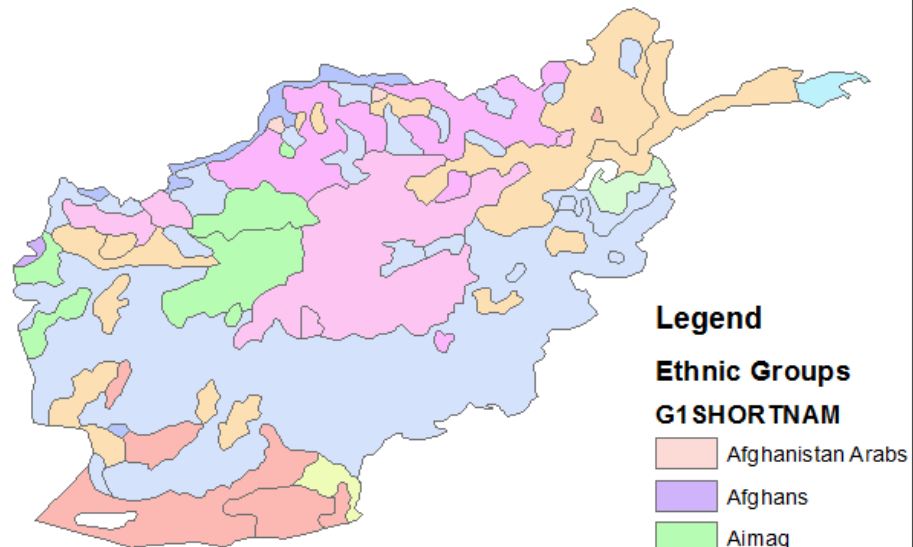 Legend
Ethnic Groups
G1SHORTNAM
Afghanistan Arabs
Afghans
Aimaq